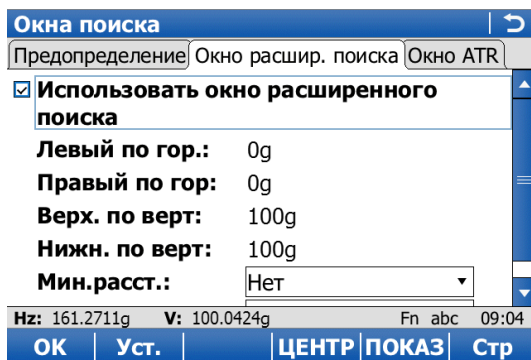 Окна поиска
Предопределение Окно расшир. поиска Окно ATR
Использовать окно расширенного
поиска
Левый по гор.: 0g
Правый по гор: 0g
Верх. по верт: 100g
Нижн. по верт: 100g
Мин.расст.: Нет
Hz: 161.2711g V: 100.0424g Fn abc 09:04
OK Уст. ЦЕНТР ПОКАЗ Стр